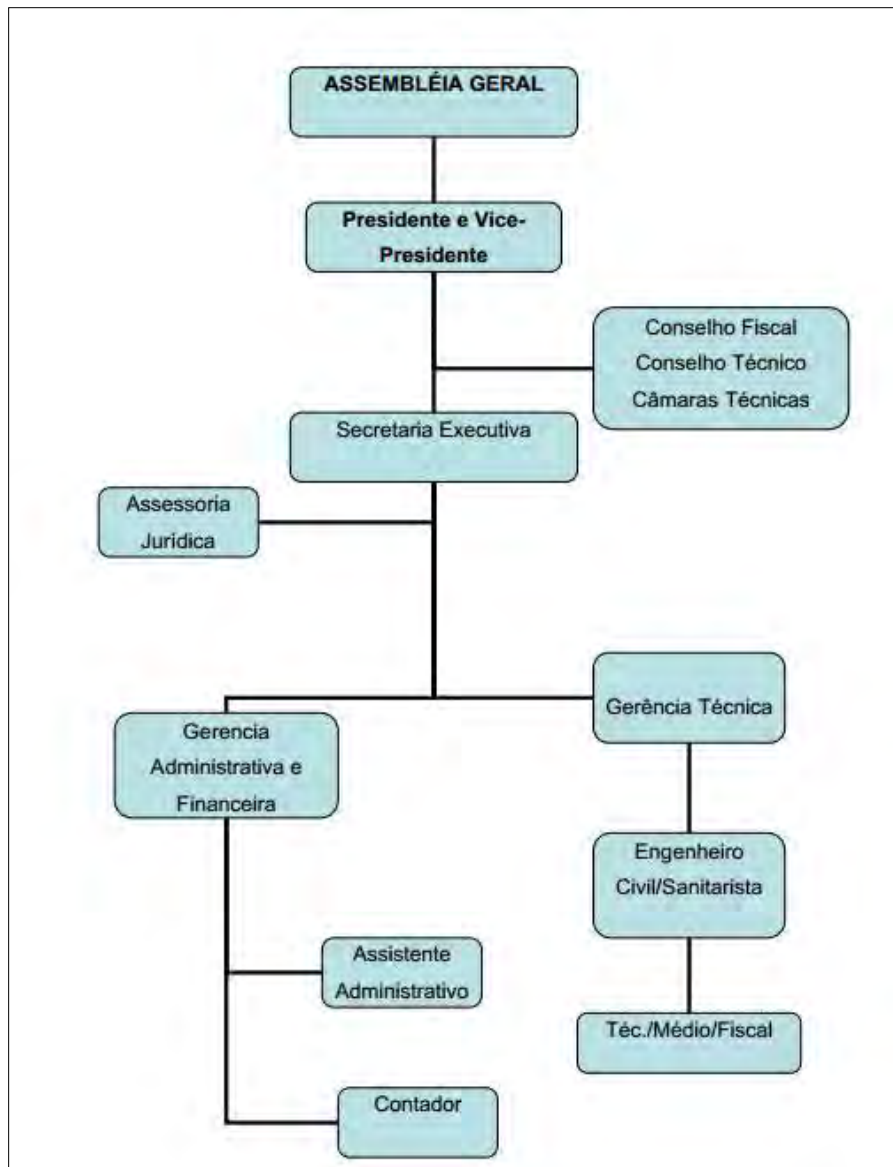 ASSEMBLÉIA GERAL
Presidente e Vice-
Presidente
Conselho Fiscal
Conselho Técnico
Câmaras Técnicas
Secretaria Executiva
Assessoria
Jurídica
Gerência Técnica
Gerencia
Administrativa e
Financeira
Engenheiro
Civil/Sanitarista
Assistente
Administrativo
Téc./Médio/Fiscal
Contador